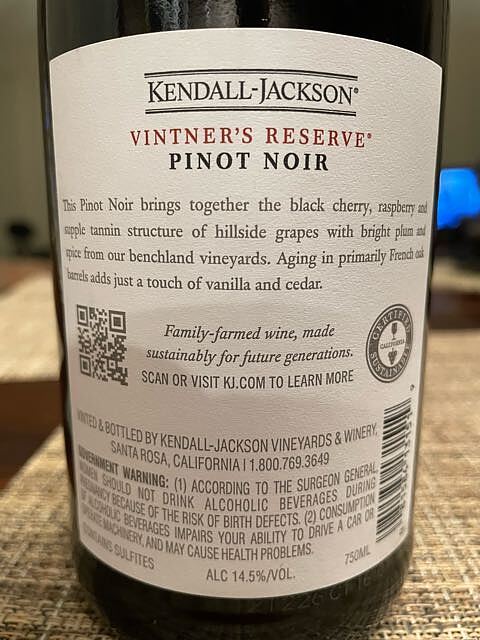 KENDALL-JACKSON®
VINTNER'S RESERVE®
PINOT NOIR
This Pinot Noir brings together the black cherry, raspberry and
supple tannin structure of hillside grapes with bright plum and
spice from our benchland vineyards. Aging in primarily French oak
barrels adds just a touch of vanilla and cedar.
Family-farmed wine, made
sustainably for future generations.
SCAN OR VISIT KJ.COM TO LEARN MORE
CERTIFIED
CALIFORNIA
SUSTAINABLE
VINTED & BOTTLED BY KENDALL-JACKSON VINEYARDS & WINERY,
SANTA ROSA, CALIFORNIA | 1.800.769.3649
GOVERNMENT WARNING: (1) ACCORDING TO THE SURGEON GENERAL,
WOMEN SHOULD NOT DRINK ALCOHOLIC BEVERAGES DURING
PREGNANCY BECAUSE OF THE RISK OF BIRTH DEFECTS. (2) CONSUMPTION
OF ALCOHOLIC BEVERAGES IMPAIRS YOUR ABILITY TO DRIVE A CAR OR
OPERATE MACHINERY, AND MAY CAUSE HEALTH PROBLEMS.
CONTAINS SULFITES
750ML
ALC 14.5%/VOL.